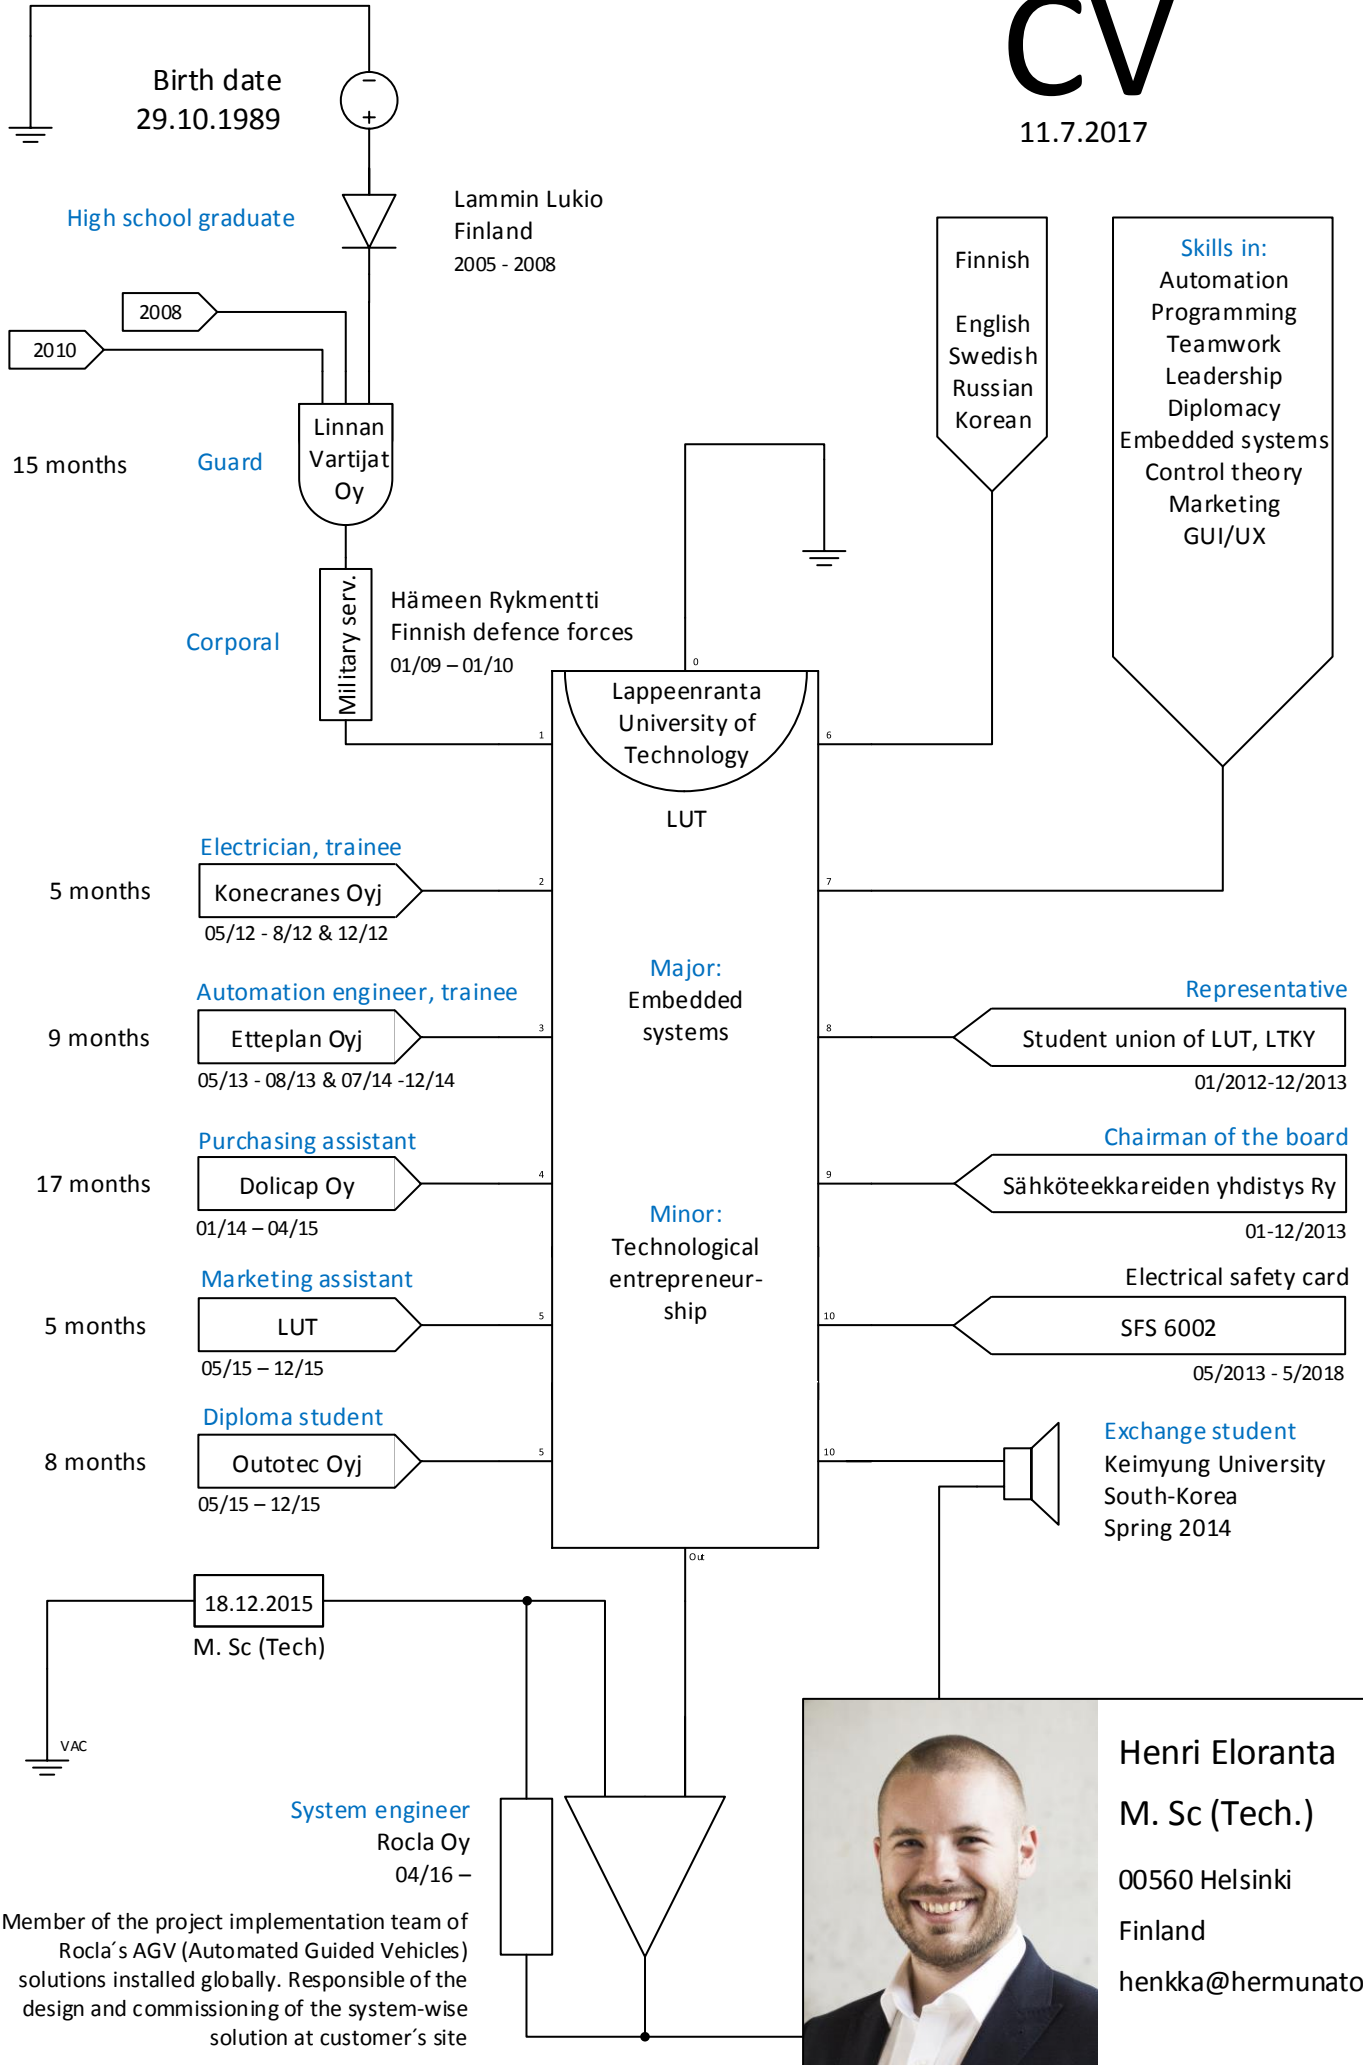 CV
11.7.2017
Birth date
29.10.1989
−
+
High school graduate
Lammin Lukio
Finland
2005 - 2008
2008
2010
15 months
Guard
Linnan
Vartijat
Oy
Finnish
English
Swedish
Russian
Korean
Skills in:
Automation
Programming
Teamwork
Leadership
Diplomacy
Embedded systems
Control theory
Marketing
GUI/UX
Corporal
Military serv.
Hämeen Rykmentti
Finnish defence forces
01/09 – 01/10
0
1
6
Lappeenranta
University of
Technology
LUT
Electrician, trainee
5 months
Konecranes Oyj
05/12 - 8/12 & 12/12
2
7
Automation engineer, trainee
9 months
Etteplan Oyj
05/13 - 08/13 & 07/14 -12/14
3
Major:
Embedded
systems
8
Representative
Student union of LUT, LTKY
01/2012-12/2013
Purchasing assistant
17 months
Dolicap Oy
01/14 – 04/15
4
Minor:
Technological
entrepreneur-
ship
9
Chairman of the board
Sähköteekkareiden yhdistys Ry
01-12/2013
Marketing assistant
5 months
LUT
05/15 – 12/15
5
10
Electrical safety card
SFS 6002
05/2013 - 5/2018
Diploma student
8 months
Outotec Oyj
05/15 – 12/15
5
10
Exchange student
Keimyung University
South-Korea
Spring 2014
Out
18.12.2015
M. Sc (Tech)
VAC
System engineer
Rocla Oy
04/16 –
Member of the project implementation team of
Rocla´s AGV (Automated Guided Vehicles)
solutions installed globally. Responsible of the
design and commissioning of the system-wise
solution at customer´s site
Henri Eloranta
M. Sc (Tech.)
00560 Helsinki
Finland
henkka@hermunato